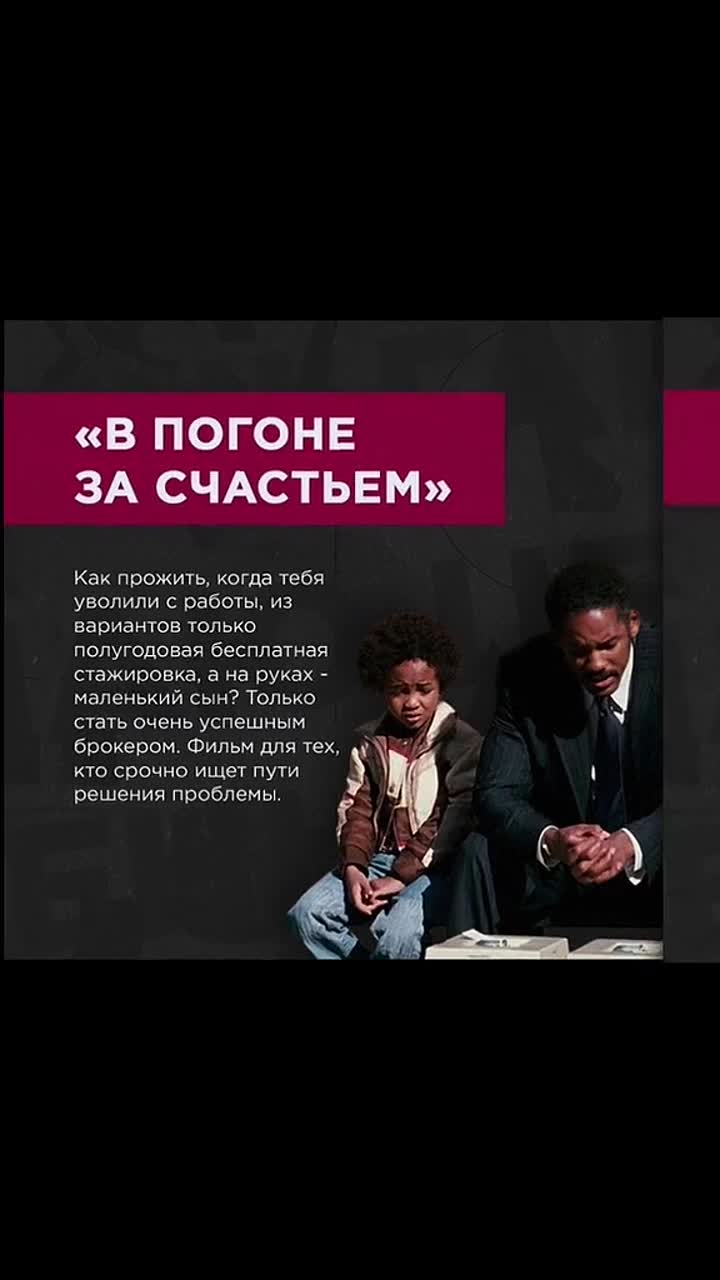 «В ПОГОНЕ
ЗА СЧАСТЬЕМ»
Как прожить, когда тебя
уволили с работы, из
вариантов только
полугодовая бесплатная
стажировка, а на руках -
маленький сын? Только
стать очень успешным
брокером. Фильм для тех,
кто срочно ищет пути
решения проблемы.